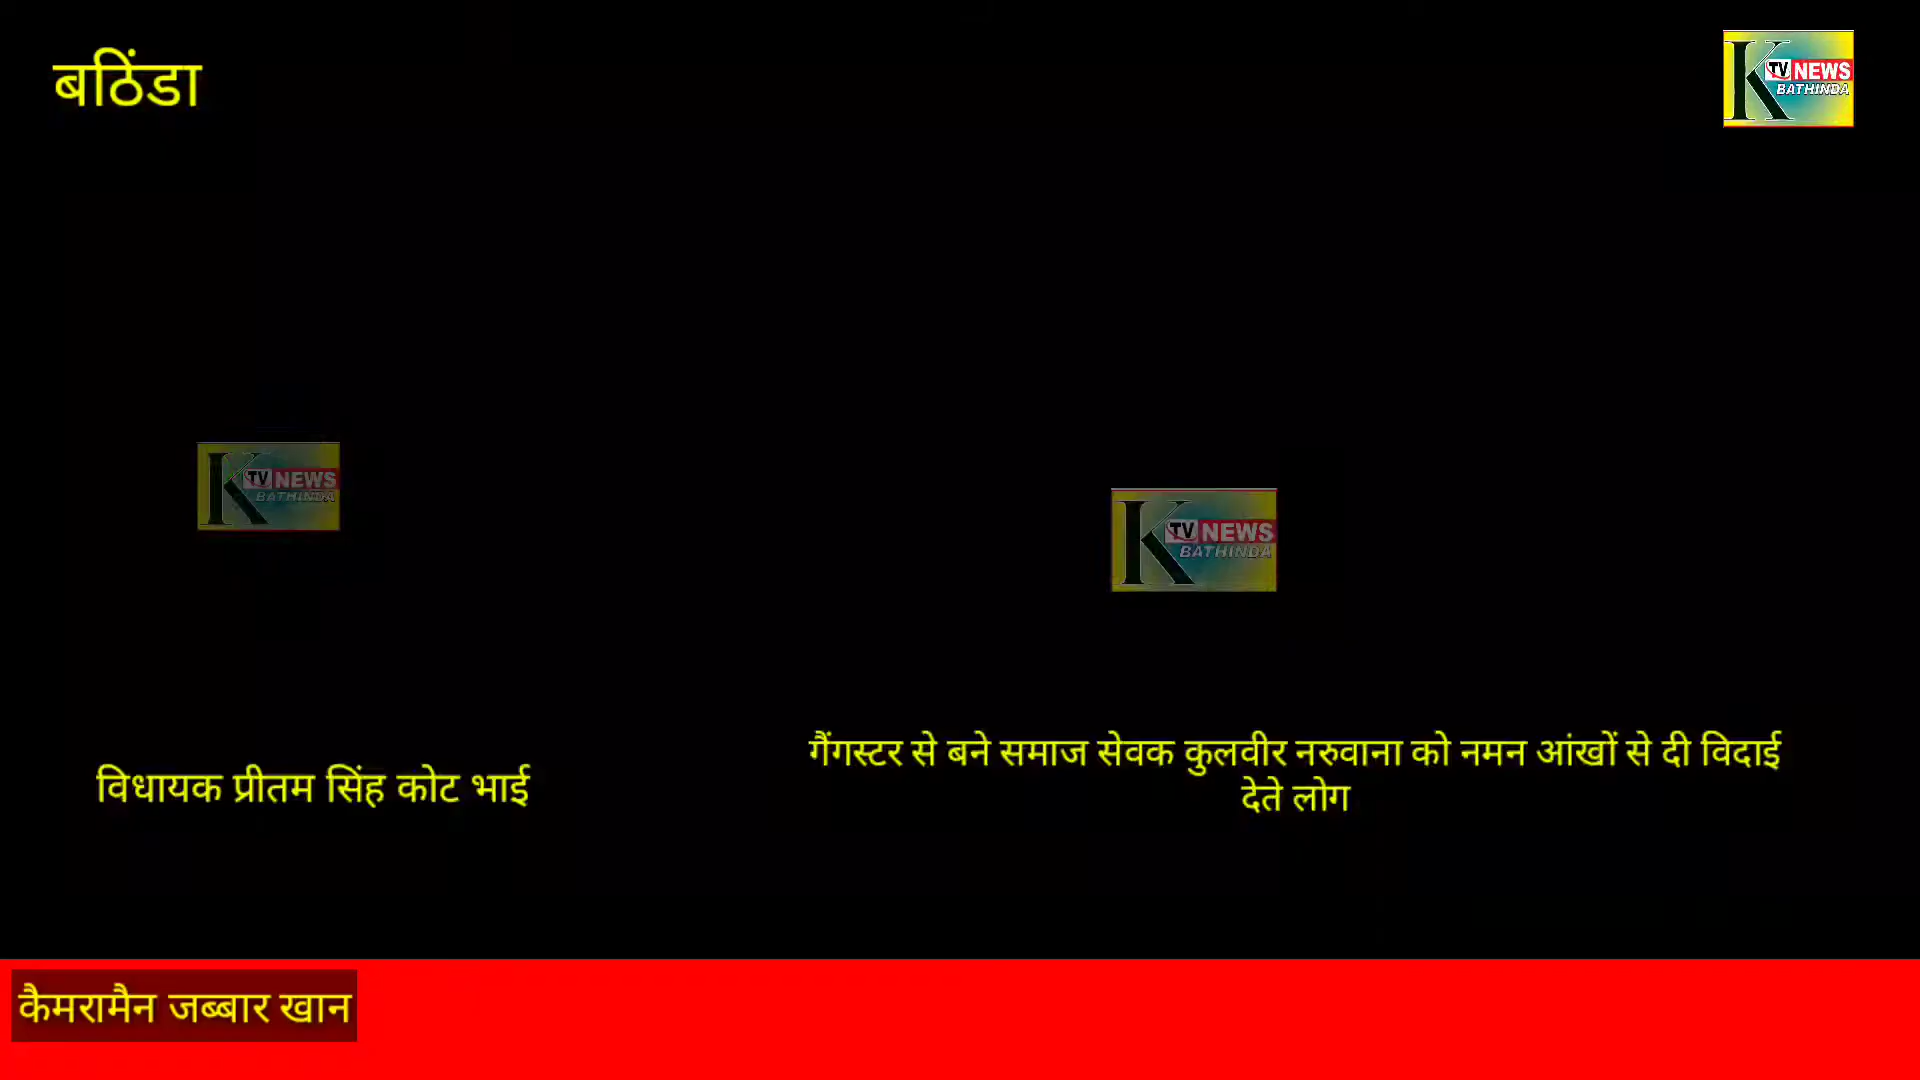 बठिंडा
K TV NEWS
BATHINDA
K TV NEWS
BATHINDA
K TV NEWS
BATHINDA
गैंगस्टर से बने समाज सेवक कुलवीर नरुवाना को नमन आंखों से दी विदाई
देते लोग
विधायक प्रीतम सिंह कोट भाई
कैमरामैन जब्बार खान